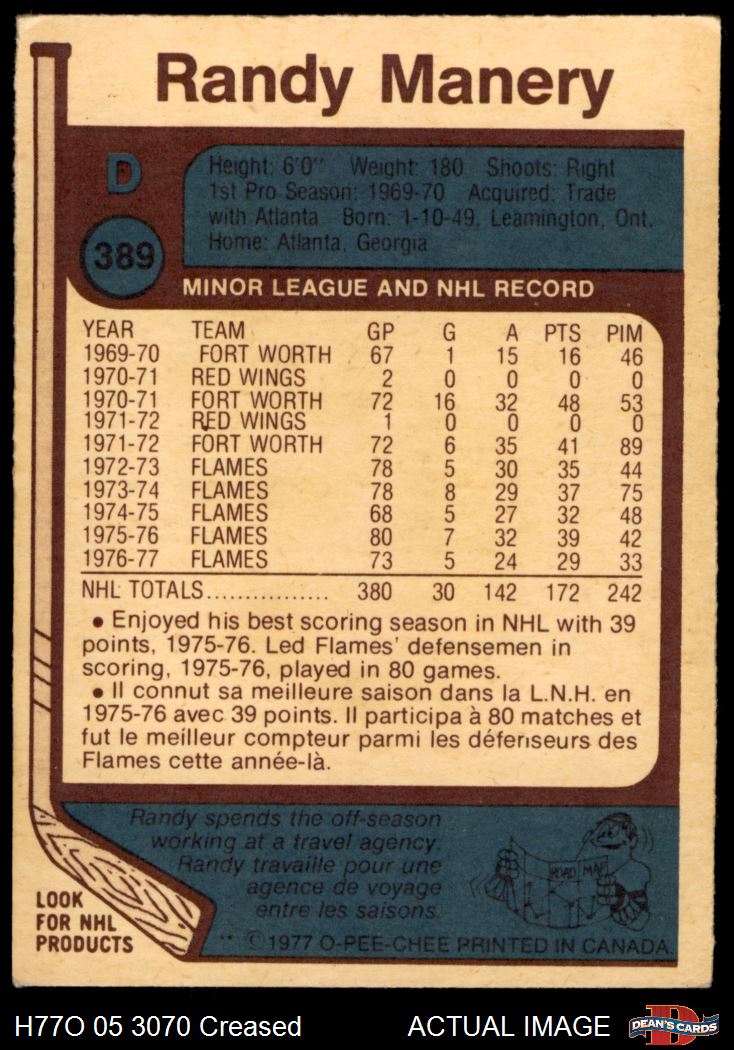 Randy Manery
D
389
Height: 6'0" Weight: 180 Shoots: Right
1st Pro Season: 1969-70 Acquired: Trade
with Atlanta Born: 1-10-49, Leamington, Ont.
Home: Atlanta, Georgia
MINOR LEAGUE AND NHL RECORD
YEAR TEAM GP G A PTS PIM
1969-70 FORT WORTH 67 1 15 16 46
1970-71 RED WINGS 2 0 0 0 0
1970-71 FORT WORTH 72 16 32 48 53
1971-72 RED WINGS 1 0 0 0 0
1971-72 FORT WORTH 72 6 35 41 89
1972-73 FLAMES 78 5 30 35 44
1973-74 FLAMES 78 8 29 37 75
1974-75 FLAMES 68 5 27 32 48
1975-76 FLAMES 80 7 32 39 42
1976-77 FLAMES 73 5 24 29 33
NHL TOTALS................ 380 30 142 172 242
• Enjoyed his best scoring season in NHL with 39
points, 1975-76. Led Flames' defensemen in
scoring, 1975-76, played in 80 games.
• Il connut sa meilleure saison dans la L.N.H. en
1975-76 avec 39 points. Il participa à 80 matches et
fut le meilleur compteur parmi les défenseurs des
Flames cette année-là.
Randy spends the off-season
working at a travel agency.
Randy travaille pour une
agence de voyage
entre les saisons.
ROAD MAP
LOOK
FOR NHL
PRODUCTS
** ©1977 O-PEE-CHEE PRINTED IN CANADA.
H77O 05 3070 Creased ACTUAL IMAGE
D
DEAN'S CARDS